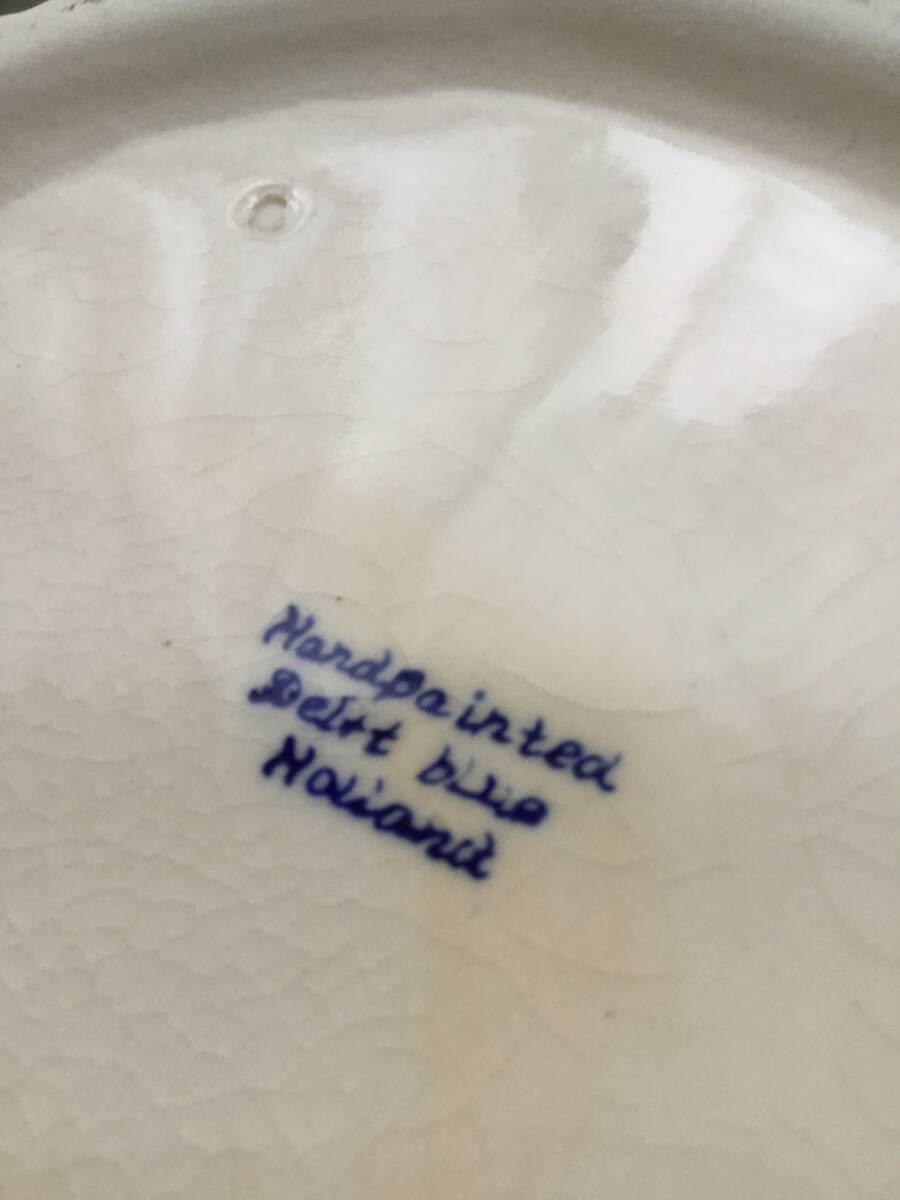 Handpainted
Delft blue
Holland